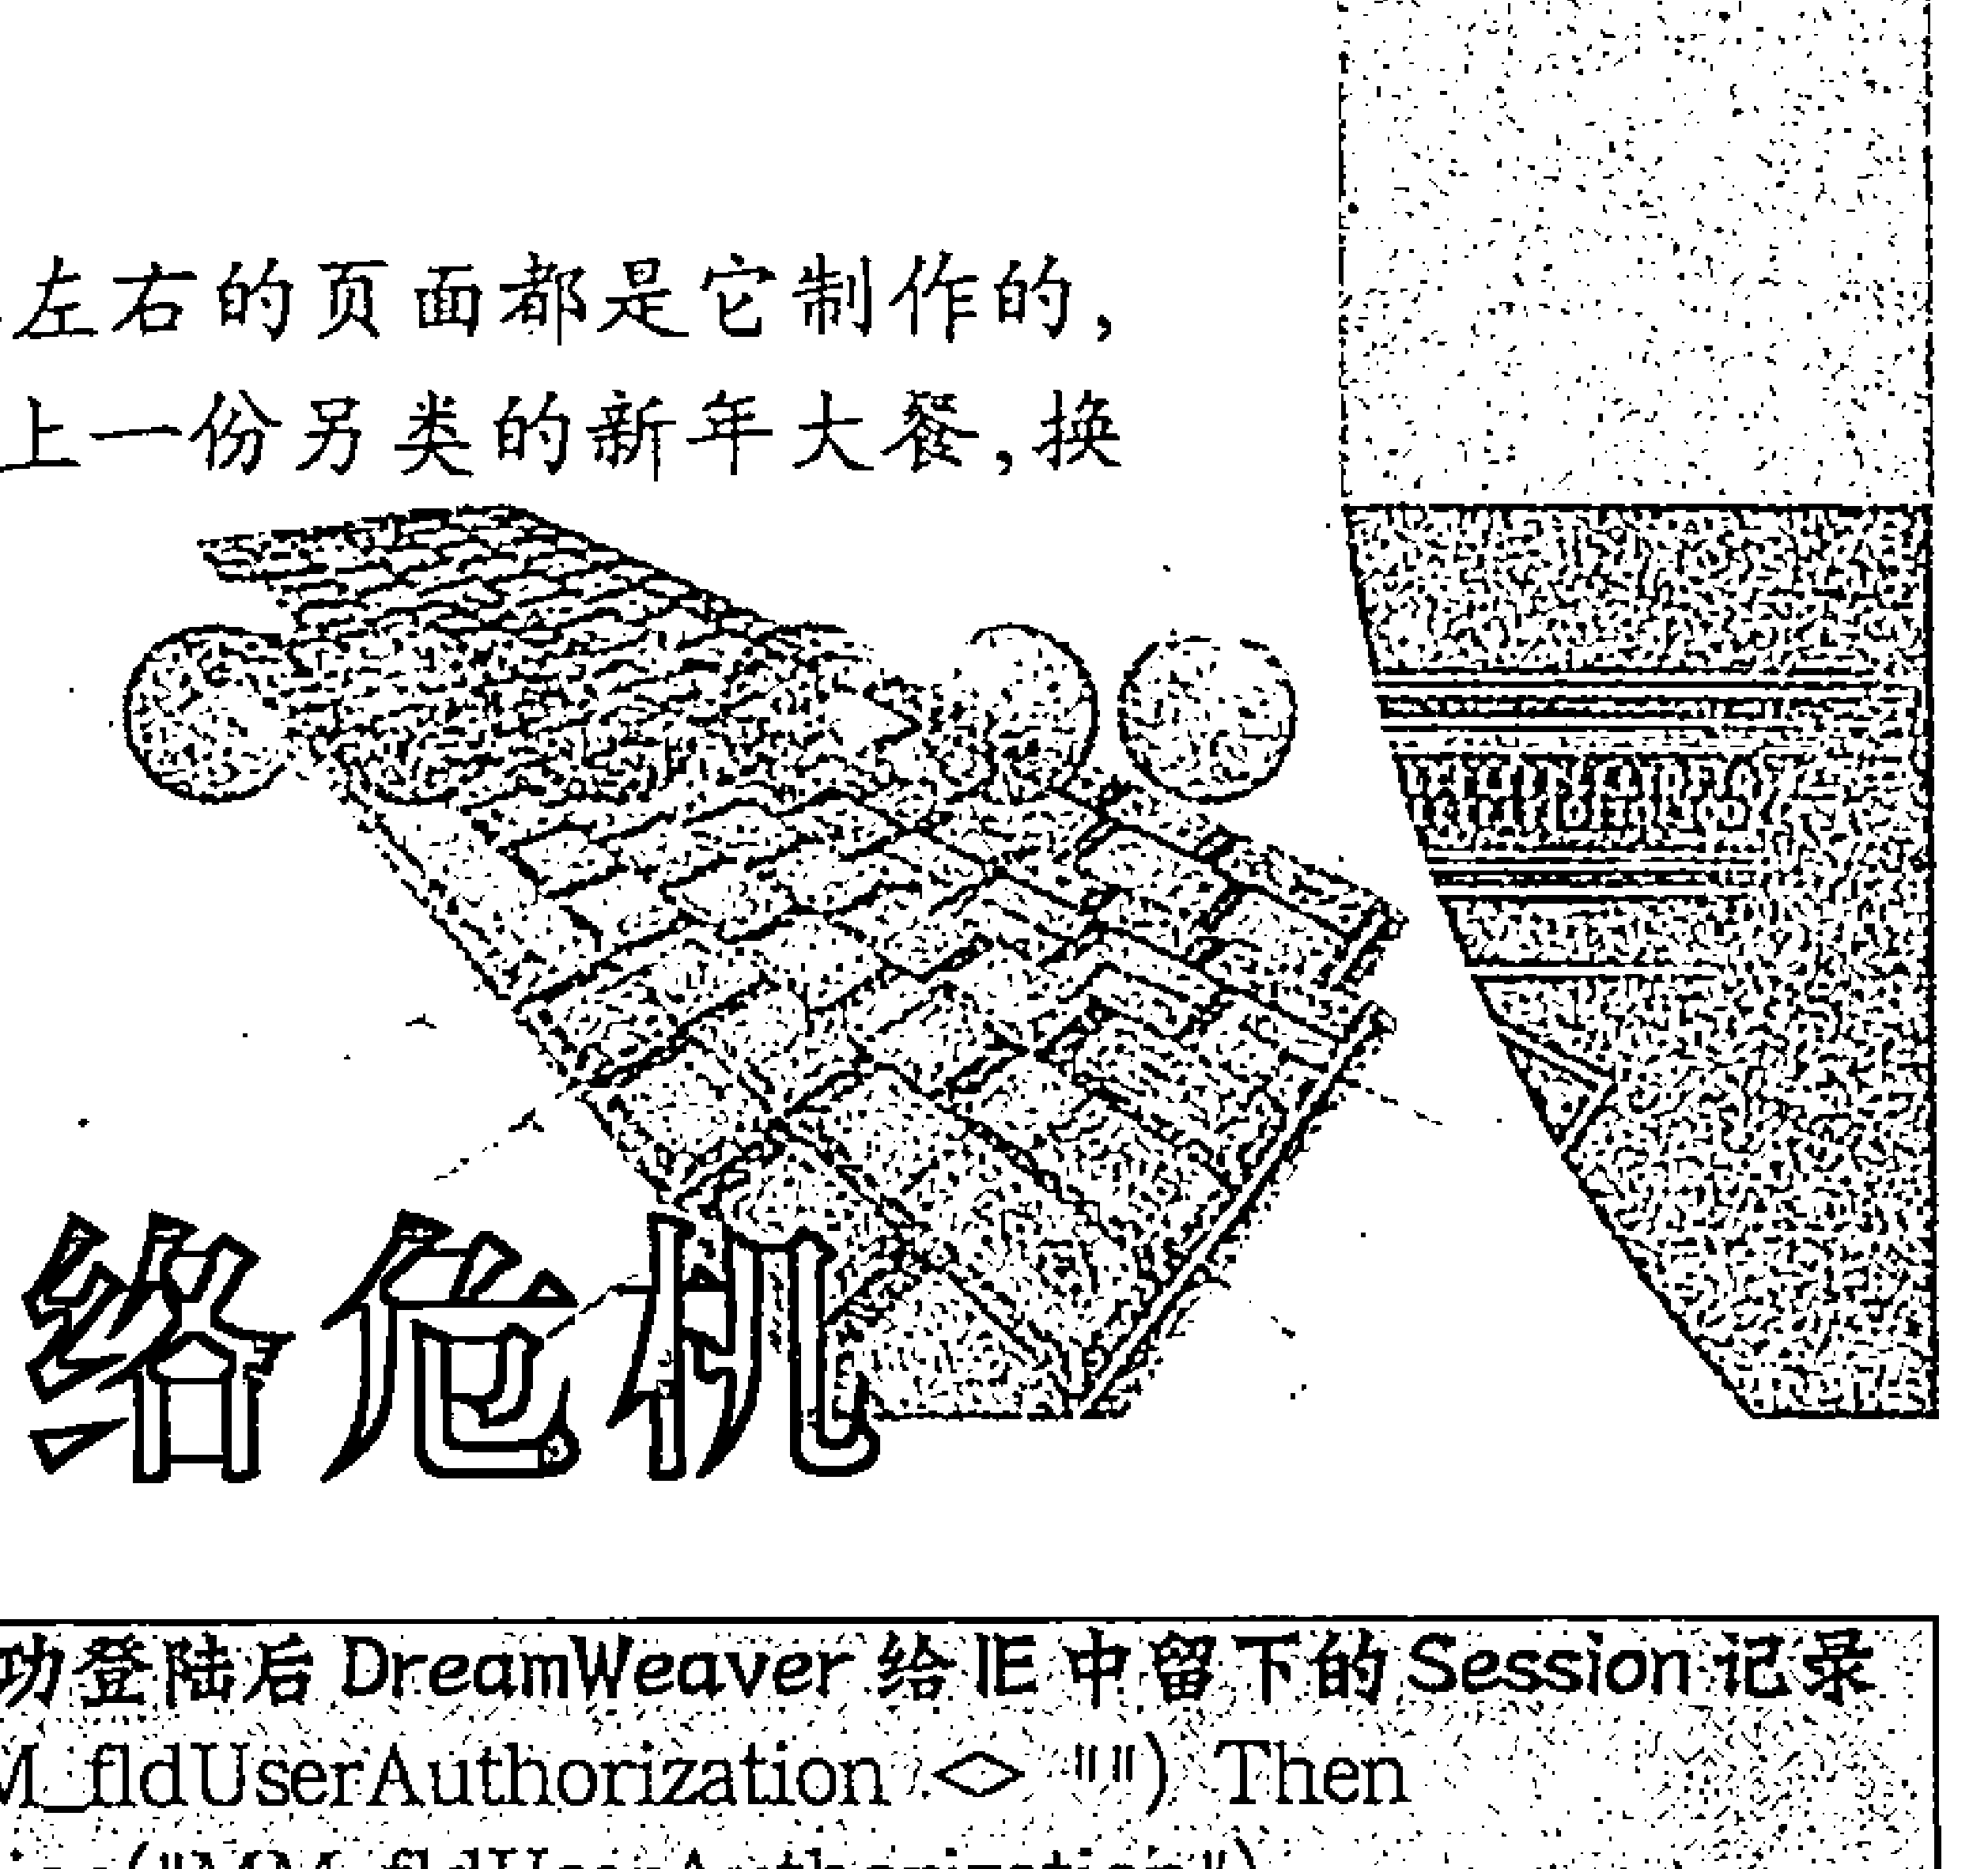 左右的页面都是它制作的，
上一份另类的新年大餐，换
络危机
功登陆后 DreamWeaver 给 IE 中留下的 Session 记录
M_fldUserAuthorization <> "") Then
("MM_fldUserAuthorization")